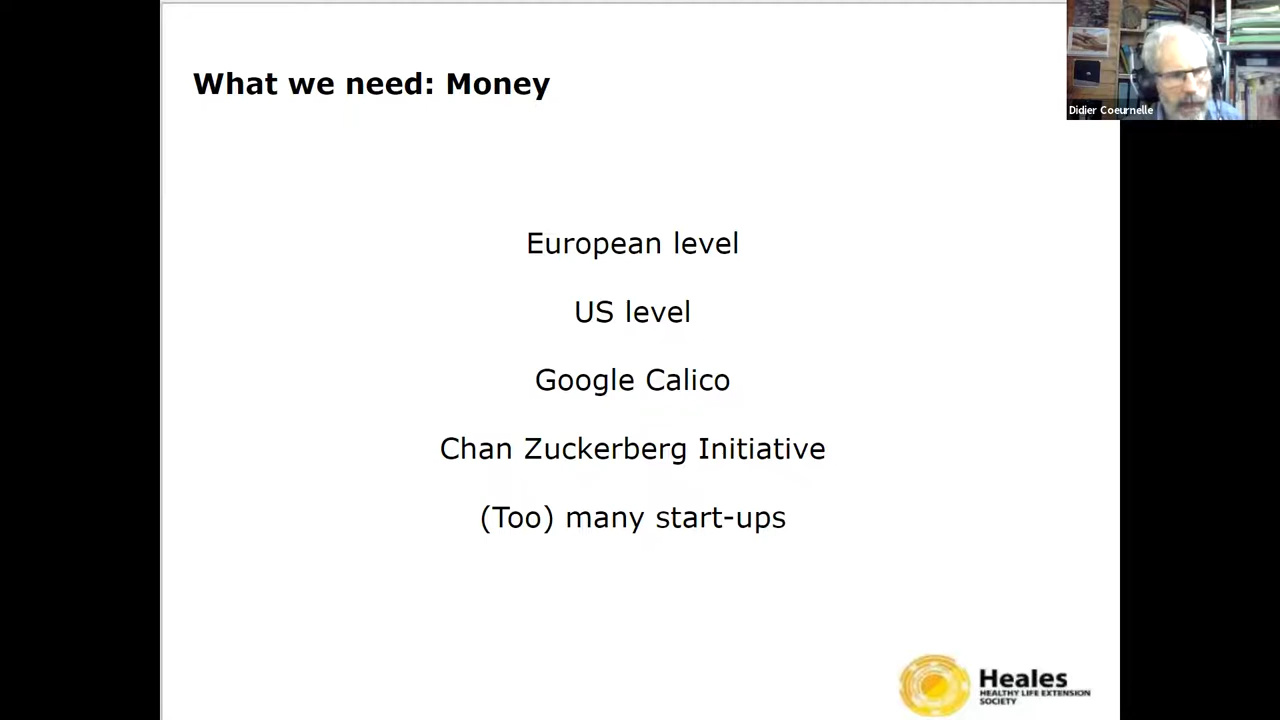 What we need: Money
Didier Coeurnelle
European level
US level
Google Calico
Chan Zuckerberg Initiative
(Too) many start-ups
Heales
HEALTHY LIFE EXTENSION
SOCIETY